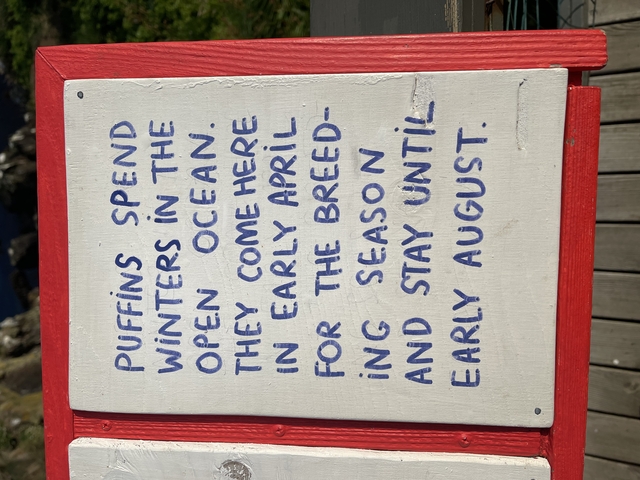 PUFFINS SPEND
WINTERS IN THE
OPEN OCEAN.
THEY COME HERE
IN EARLY APRIL
FOR THE BREED-
ING SEASON
AND STAY UNTIL
EARLY AUGUST.